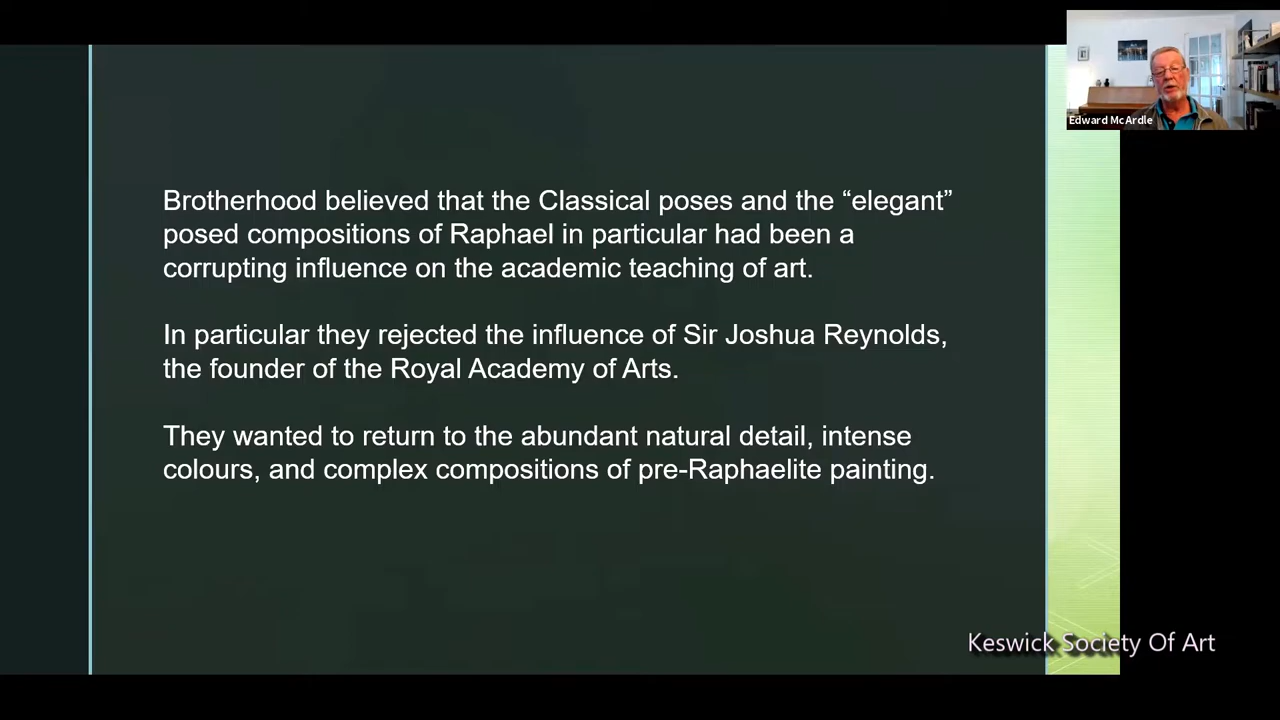 Edward McArdle
Brotherhood believed that the Classical poses and the “elegant”
posed compositions of Raphael in particular had been a
corrupting influence on the academic teaching of art.
In particular they rejected the influence of Sir Joshua Reynolds,
the founder of the Royal Academy of Arts.
They wanted to return to the abundant natural detail, intense
colours, and complex compositions of pre-Raphaelite painting.
Keswick Society Of Art